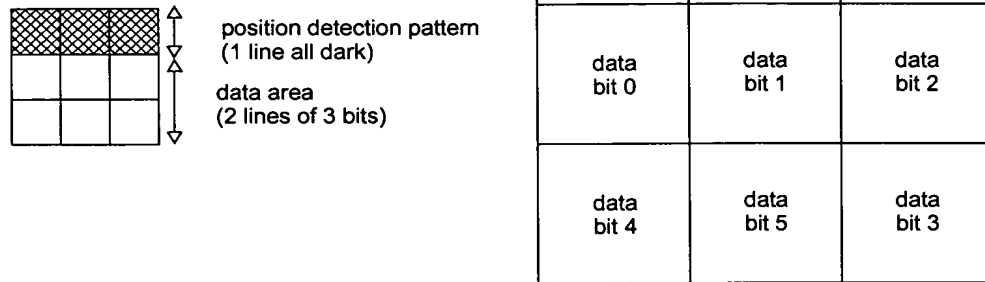 position detection pattern
(1 line all dark)
data area
(2 lines of 3 bits)
data
bit 0
data
bit 1
data
bit 2
data
bit 4
data
bit 5
data
bit 3